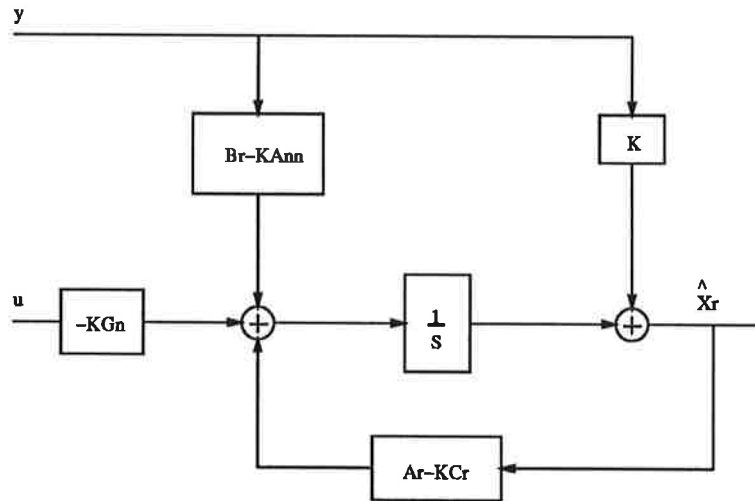 y
Br-KAnn
K
u
-KGn
+
1
S
+
^
Xr
Ar-KCr